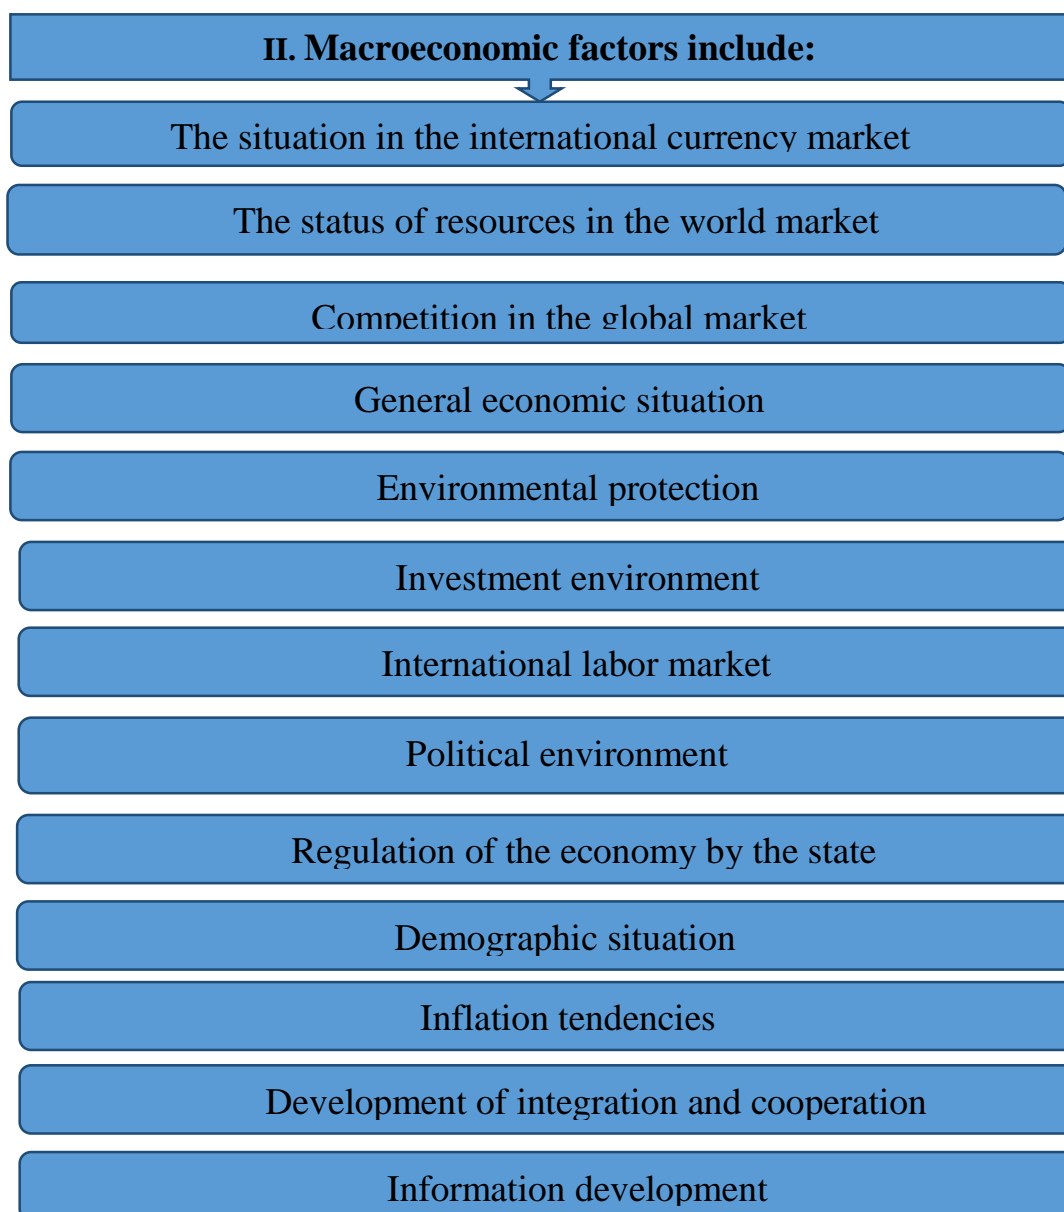 II. Macroeconomic factors include:
The situation in the international currency market
The status of resources in the world market
Competition in the global market
General economic situation
Environmental protection
Investment environment
International labor market
Political environment
Regulation of the economy by the state
Demographic situation
Inflation tendencies
Development of integration and cooperation
Information development